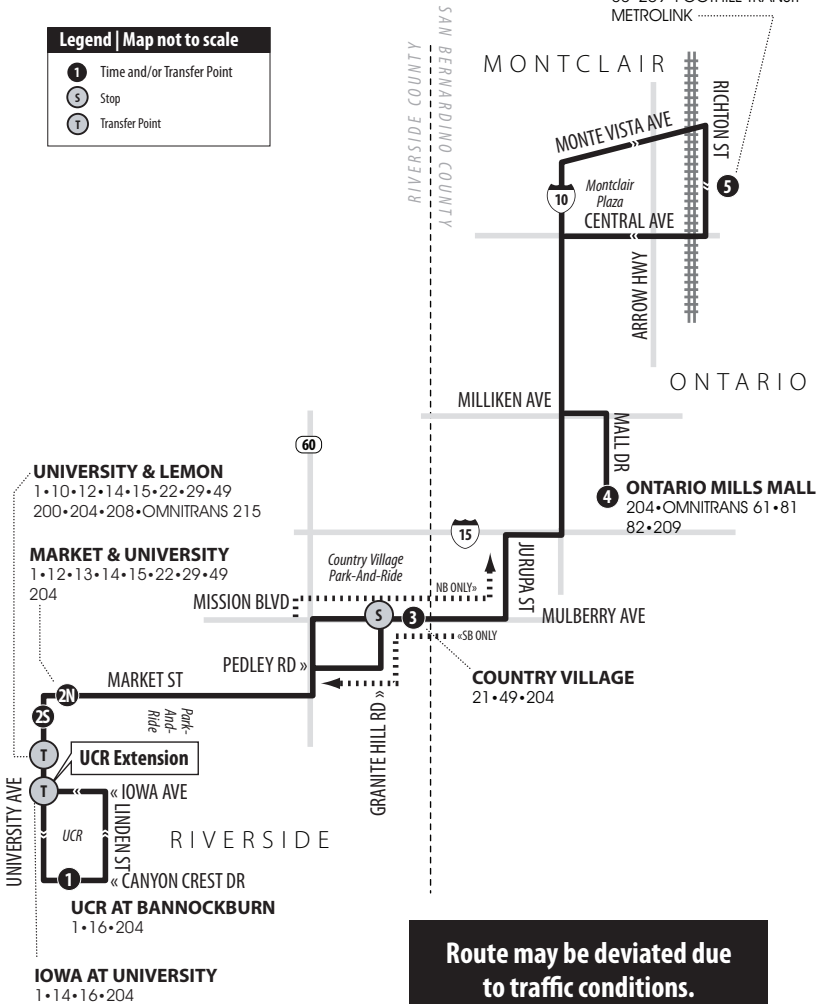 METROLINK
Legend | Map not to scale
1 Time and/or Transfer Point
S Stop
T Transfer Point
RIVERSIDE COUNTY
SAN BERNARDINO COUNTY
MONTCLAIR
RICHTON ST
MONTE VISTA AVE
10
Montclair
Plaza
5
CENTRAL AVE
ARROW HWY
ONTARIO
MILLIKEN AVE
MALL DR
60
4
ONTARIO MILLS MALL
204•OMNITRANS 61•81
82•209
UNIVERSITY & LEMON
1•10•12•14•15•22•29•49
200•204•208•OMNITRANS 215
15
MARKET & UNIVERSITY
1•12•13•14•15•22•29•49
204
Country Village
Park-And-Ride
NB ONLY»
JURUPA ST
MISSION BLVD
S
3
MULBERRY AVE
«SB ONLY
PEDLEY RD »
COUNTRY VILLAGE
21•49•204
MARKET ST
2N
2S
Park-
And-
Ride
GRANITE HILL RD »
T
UCR Extension
T
« IOWA AVE
UNIVERSITY AVE
UCR
LINDEN ST
RIVERSIDE
1
« CANYON CREST DR
UCR AT BANNOCKBURN
1•16•204
IOWA AT UNIVERSITY
1•14•16•204
Route may be deviated due
to traffic conditions.